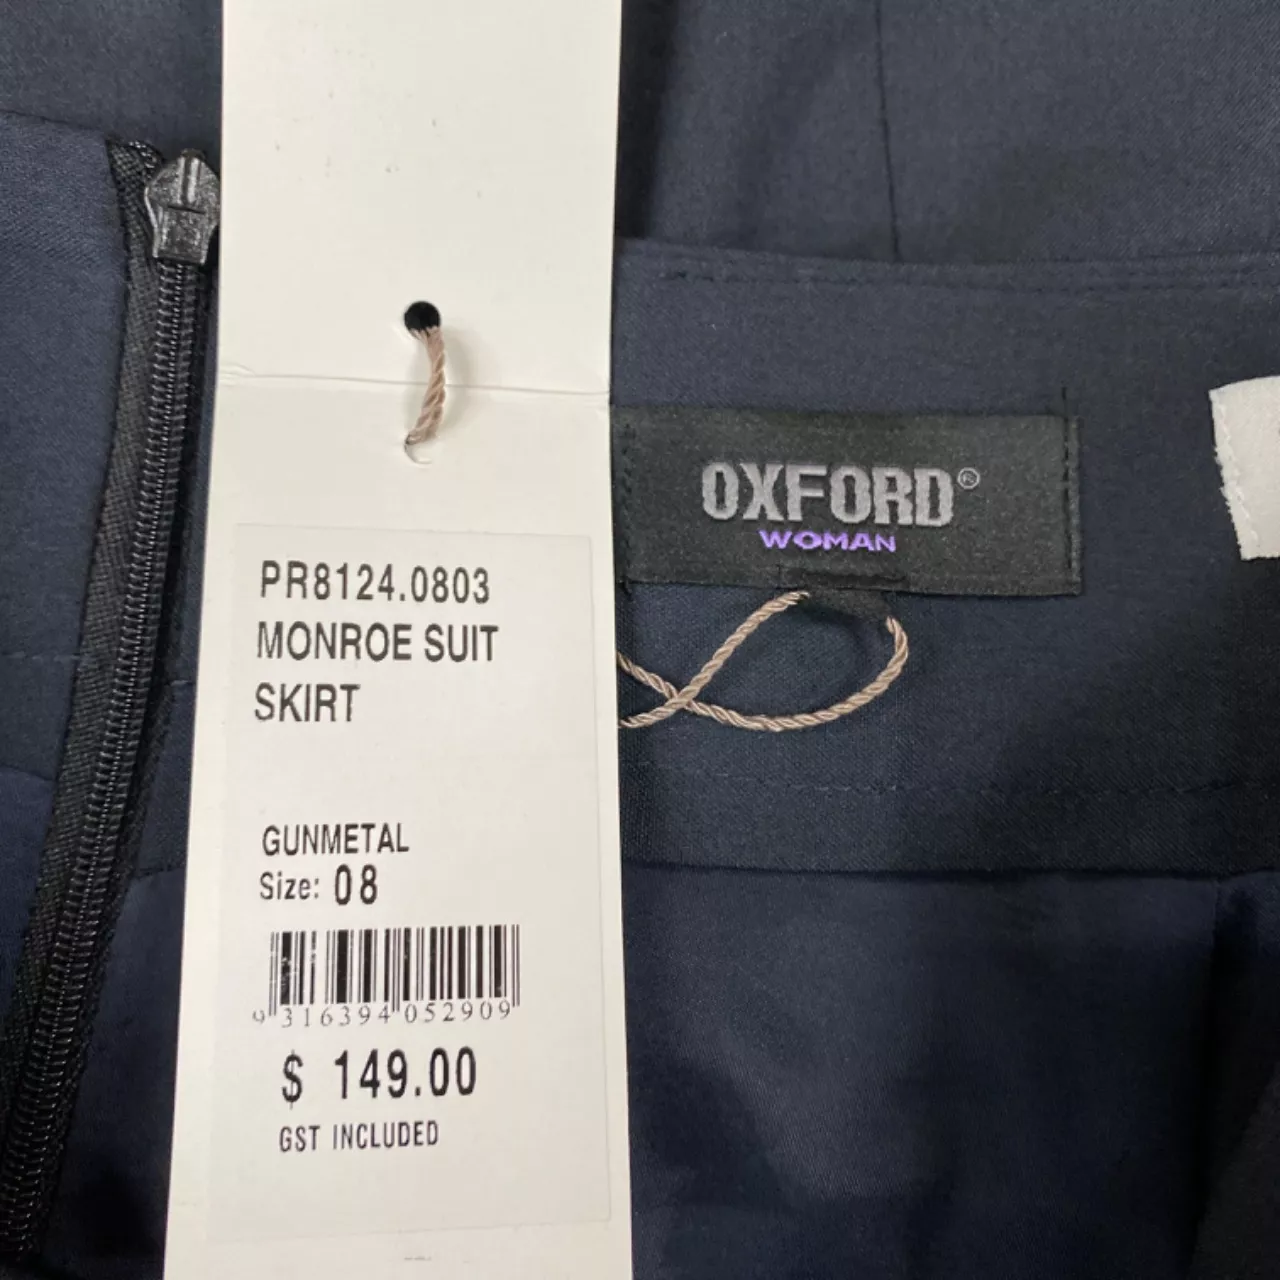 PR8124.0803
MONROE SUIT
SKIRT
GUNMETAL
Size: 08
9 316394 052909
$ 149.00
GST INCLUDED
OXFORD®
WOMAN